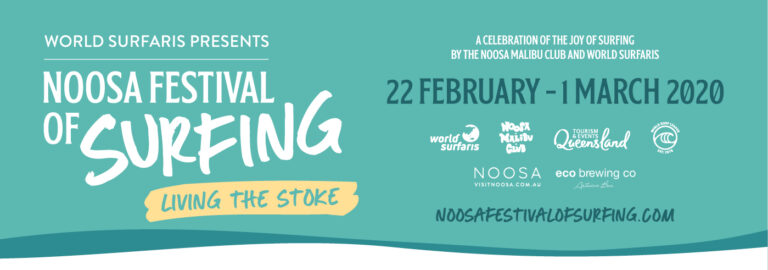 WORLD SURFARIS PRESENTS
NOOSA FESTIVAL
OF SURFING
LIVING THE STOKE
A CELEBRATION OF THE JOY OF SURFING
BY THE NOOSA MALIBU CLUB AND WORLD SURFARIS
22 FEBRUARY - 1 MARCH 2020
world
surfaris
NOOSA
MALIBU
CLUB
TOURISM
& EVENTS
Queensland
NOOSA
VISITNOOSA.COM.AU
eco brewing co
NOOSAFESTIVALOFSURFING.COM